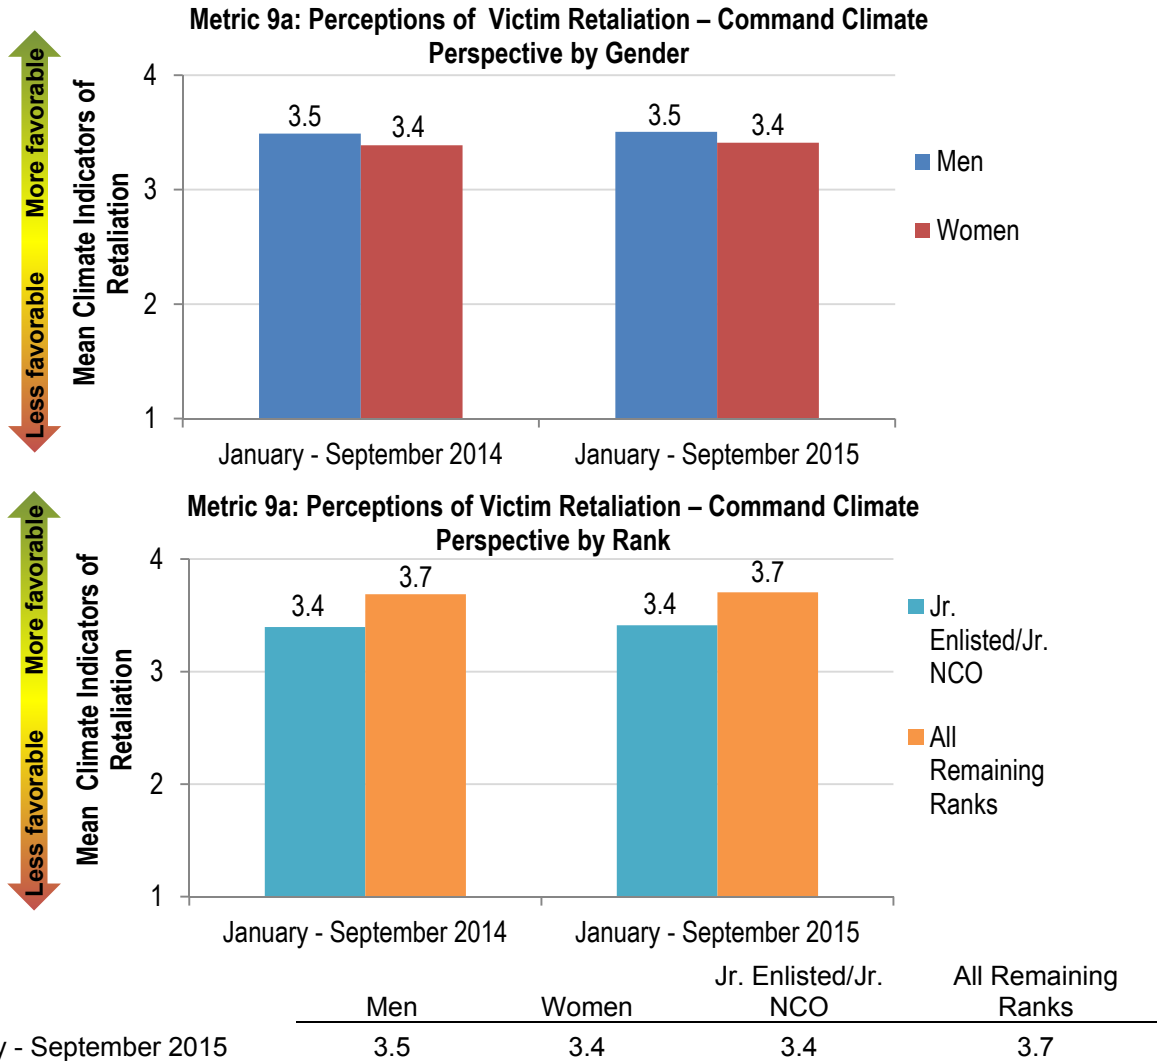 Metric 9a: Perceptions of Victim Retaliation – Command Climate
Perspective by Gender
More favorable
Less favorable
Mean Climate Indicators of
Retaliation
4
3
2
1
3.5
3.4
3.5
3.4
January - September 2014
January - September 2015
Men
Women
Metric 9a: Perceptions of Victim Retaliation – Command Climate
Perspective by Rank
More favorable
Less favorable
Mean Climate Indicators of
Retaliation
4
3
2
1
3.4
3.7
3.4
3.7
January - September 2014
January - September 2015
Jr.
Enlisted/Jr.
NCO
All
Remaining
Ranks
Men Women Jr. Enlisted/Jr. NCO All Remaining Ranks
y - September 2015 3.5 3.4 3.4 3.7